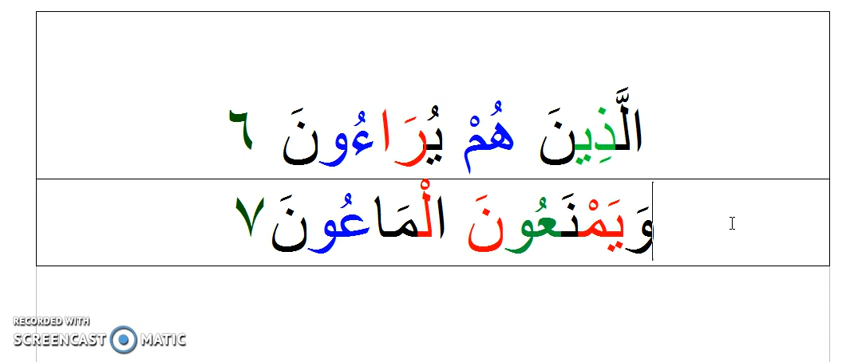 الَّذِينَ هُمْ يُرَاءُونَ ٦
وَيَمْنَعُونَ الْمَاعُونَ ٧
RECORDED WITH
SCREENCAST MATIC